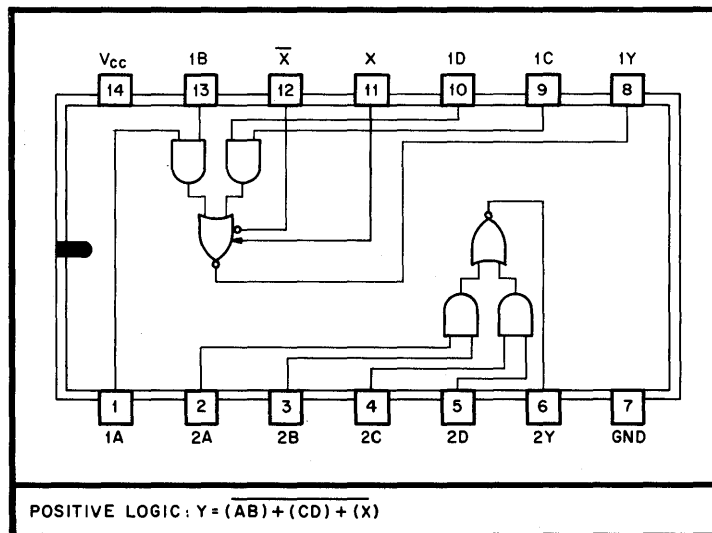 Vcc 1B X̅ X 1D 1C 1Y
14 13 12 11 10 9 8
1 2 3 4 5 6 7
1A 2A 2B 2C 2D 2Y GND
POSITIVE LOGIC: Y = (AB) + (CD) + (X)